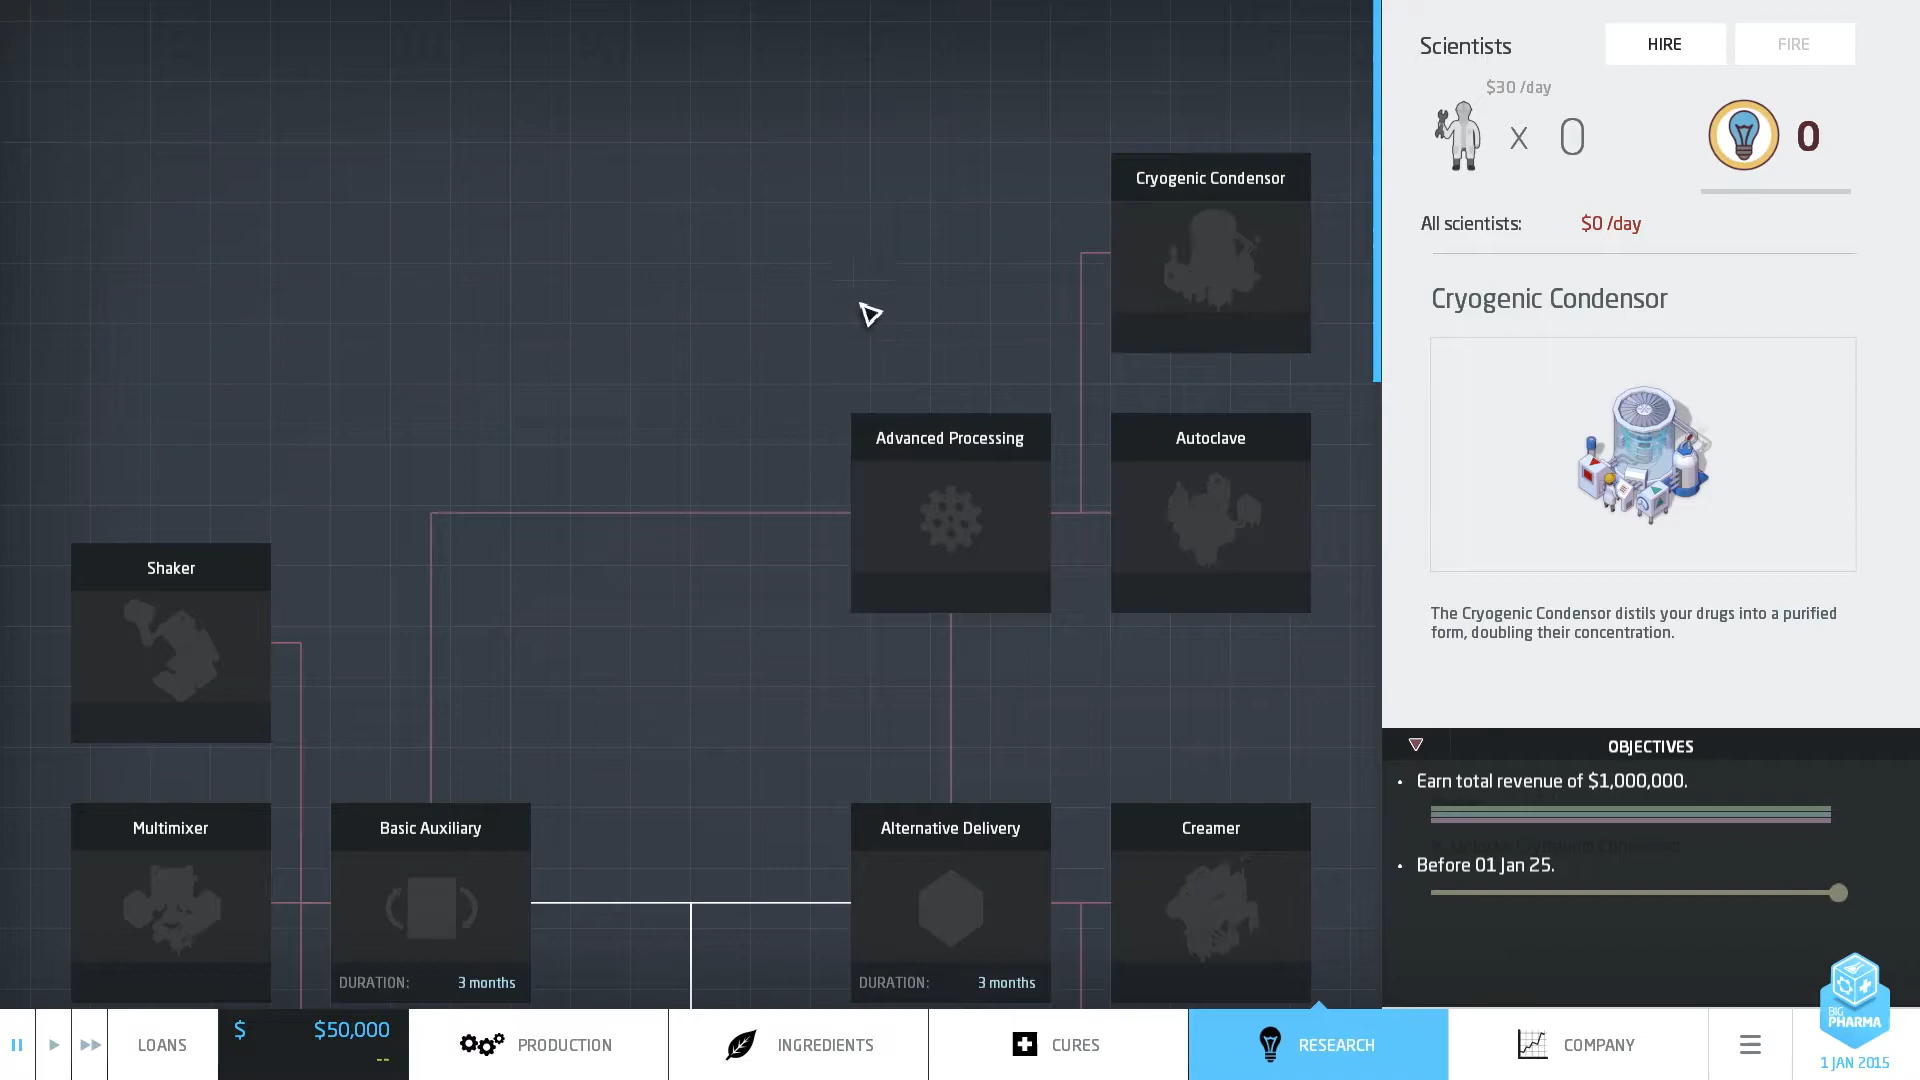 Scientists
HIRE
FIRE
$30 /day
X 0
0
All scientists: $0 /day
Cryogenic Condensor
Cryogenic Condensor
Advanced Processing
Autoclave
Shaker
The Cryogenic Condensor distils your drugs into a purified
form, doubling their concentration.
OBJECTIVES
• Earn total revenue of $1,000,000.
• Before 01 Jan 25.
Multimixer
Basic Auxiliary
DURATION: 3 months
Alternative Delivery
DURATION: 3 months
Creamer
LOANS
$ $50,000
--
PRODUCTION
INGREDIENTS
CURES
RESEARCH
COMPANY
BIG
PHARMA
1 JAN 2015